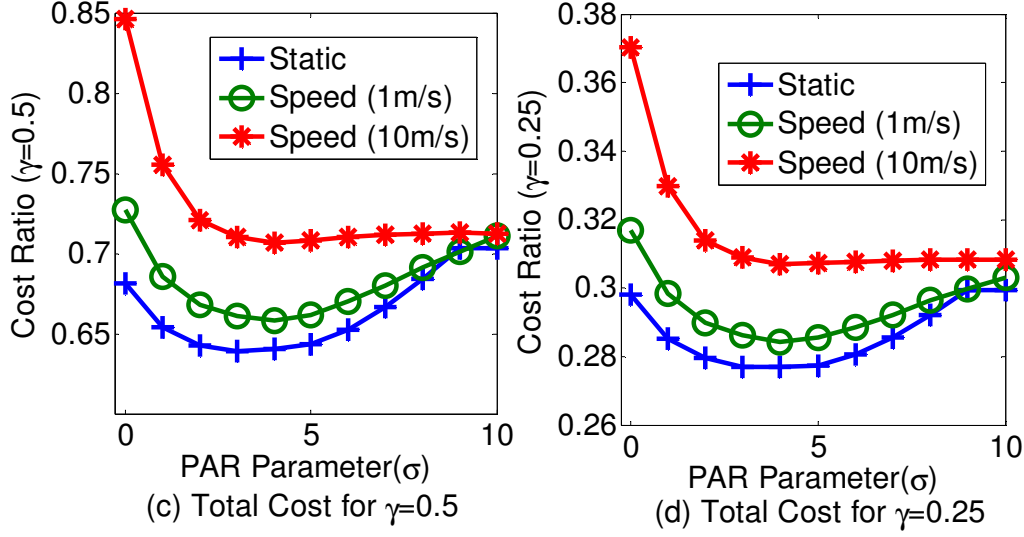 Cost Ratio (γ=0.5)
0.85
0.8
0.75
0.7
0.65
Static
Speed (1m/s)
Speed (10m/s)
0 5 10
PAR Parameter(σ)
(c) Total Cost for γ=0.5
Cost Ratio (γ=0.25)
0.38
0.36
0.34
0.32
0.3
0.28
0.26
Static
Speed (1m/s)
Speed (10m/s)
0 5 10
PAR Parameter(σ)
(d) Total Cost for γ=0.25